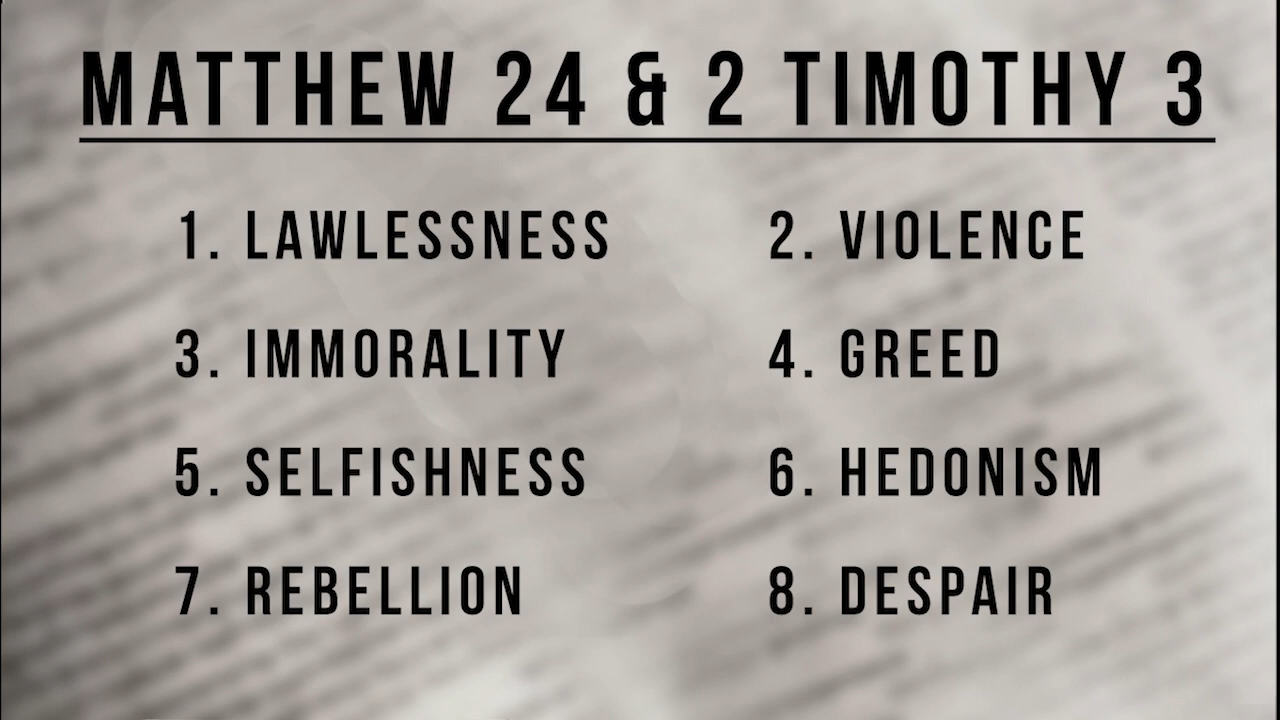 MATTHEW 24 & 2 TIMOTHY 3
1. LAWLESSNESS
2. VIOLENCE
3. IMMORALITY
4. GREED
5. SELFISHNESS
6. HEDONISM
7. REBELLION
8. DESPAIR